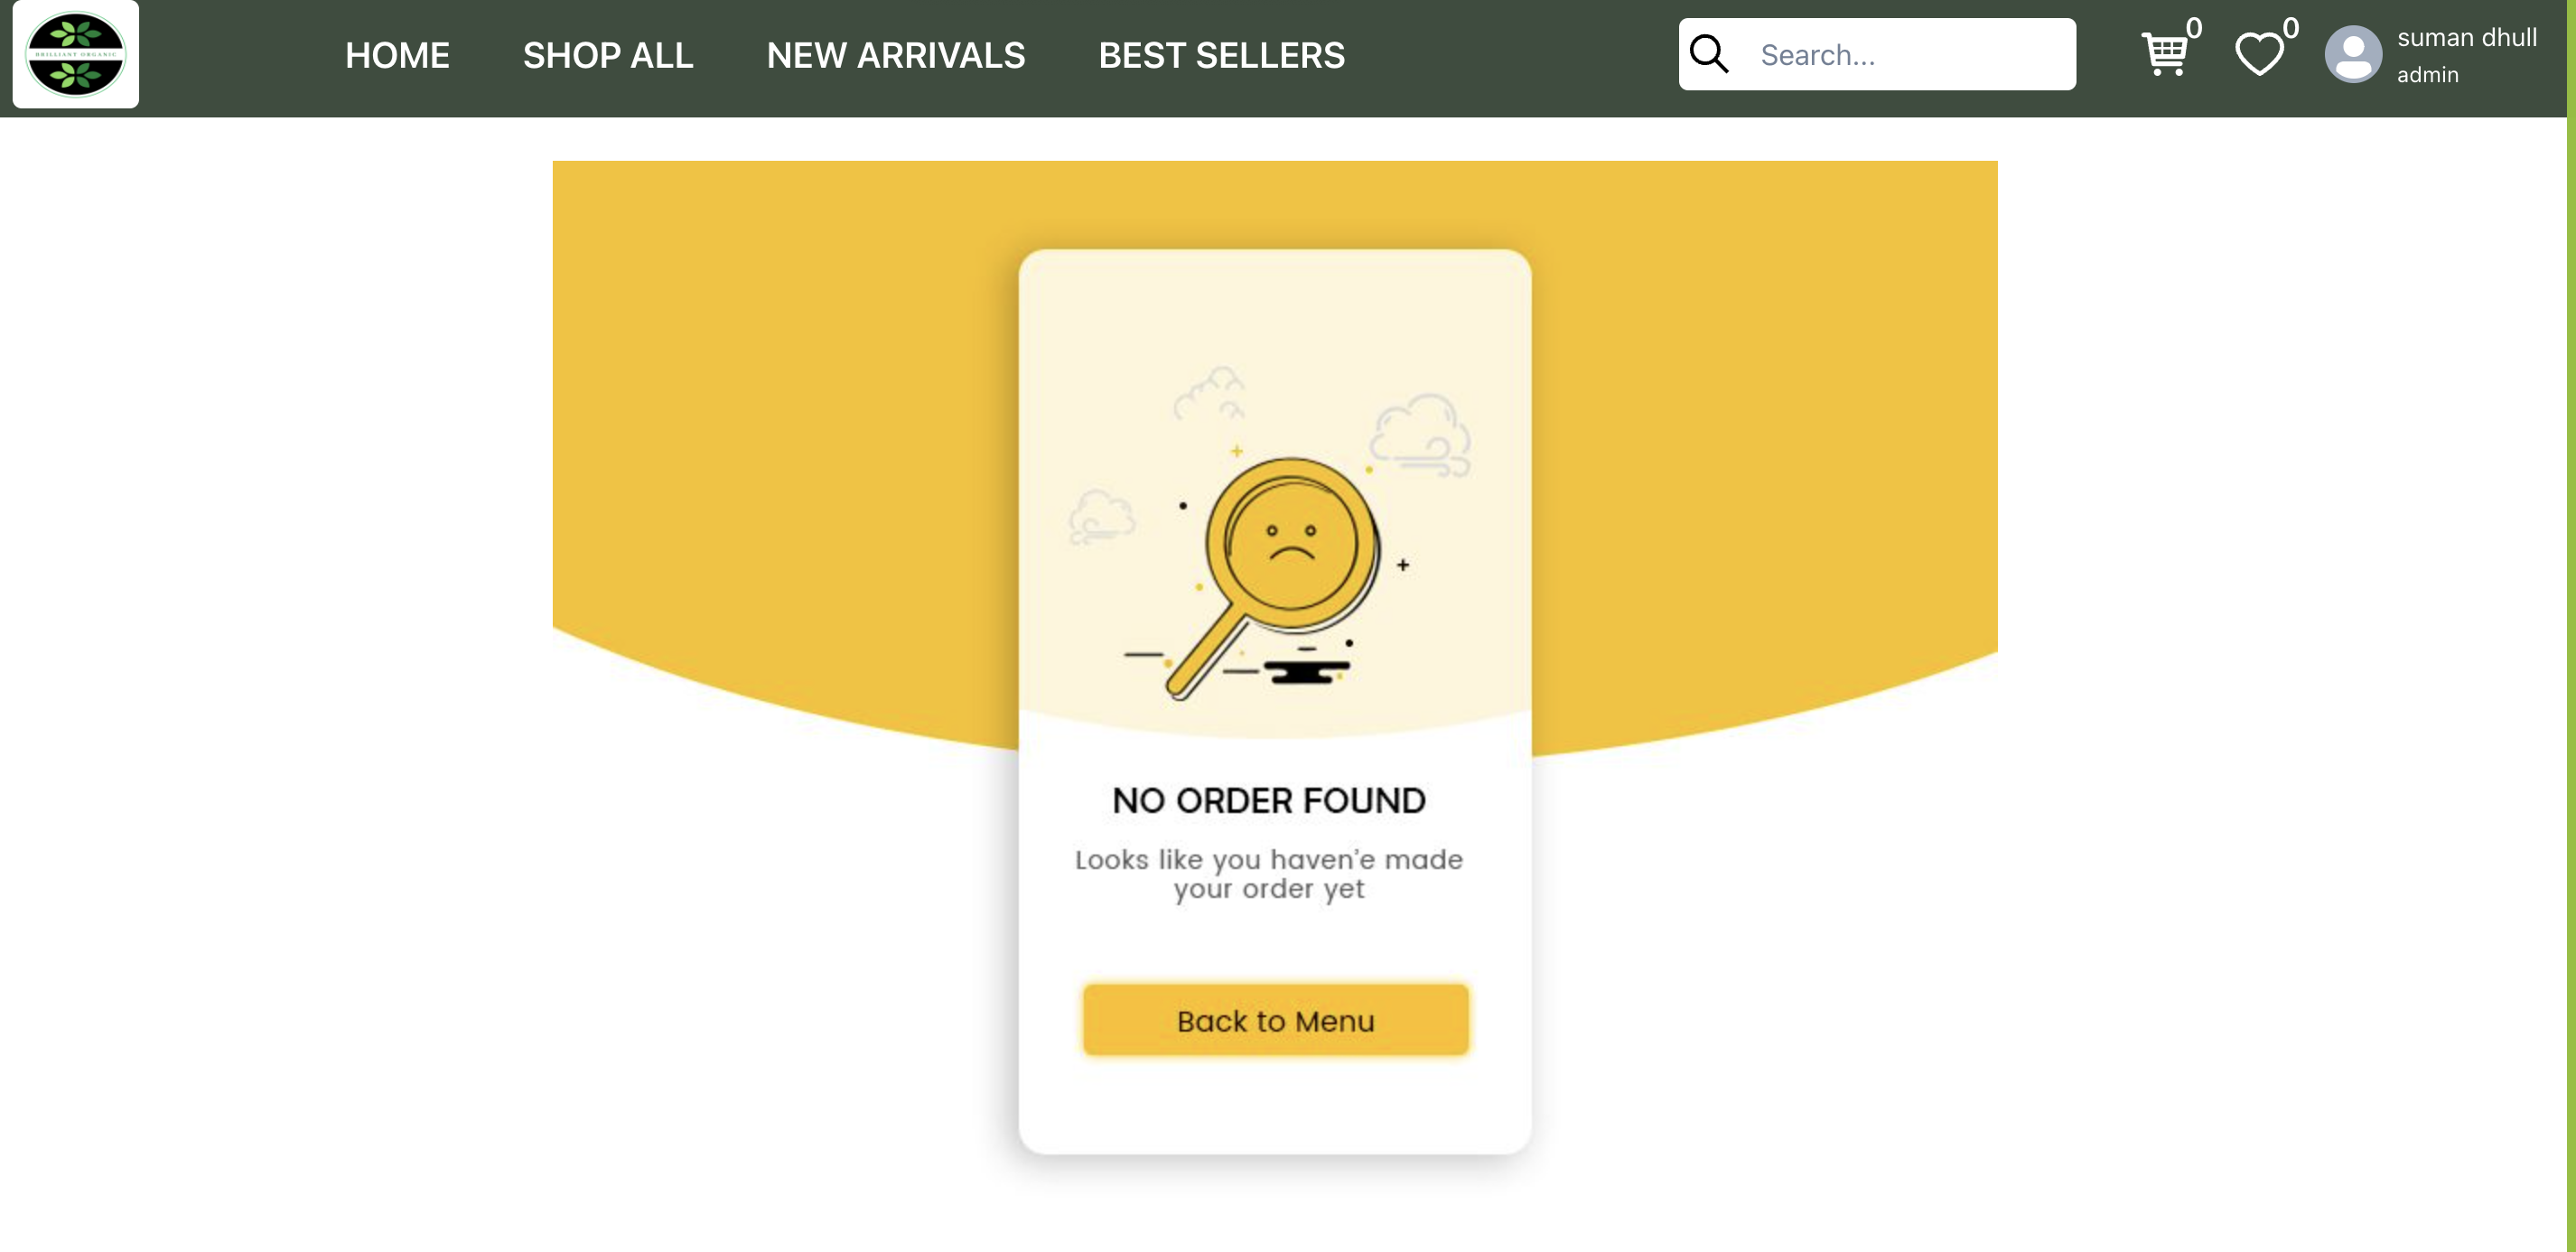 BRILLIANT ORGANIC
HOME
SHOP ALL
NEW ARRIVALS
BEST SELLERS
Search...
0
0
suman dhull
admin
NO ORDER FOUND
Looks like you haven'e made
your order yet
Back to Menu